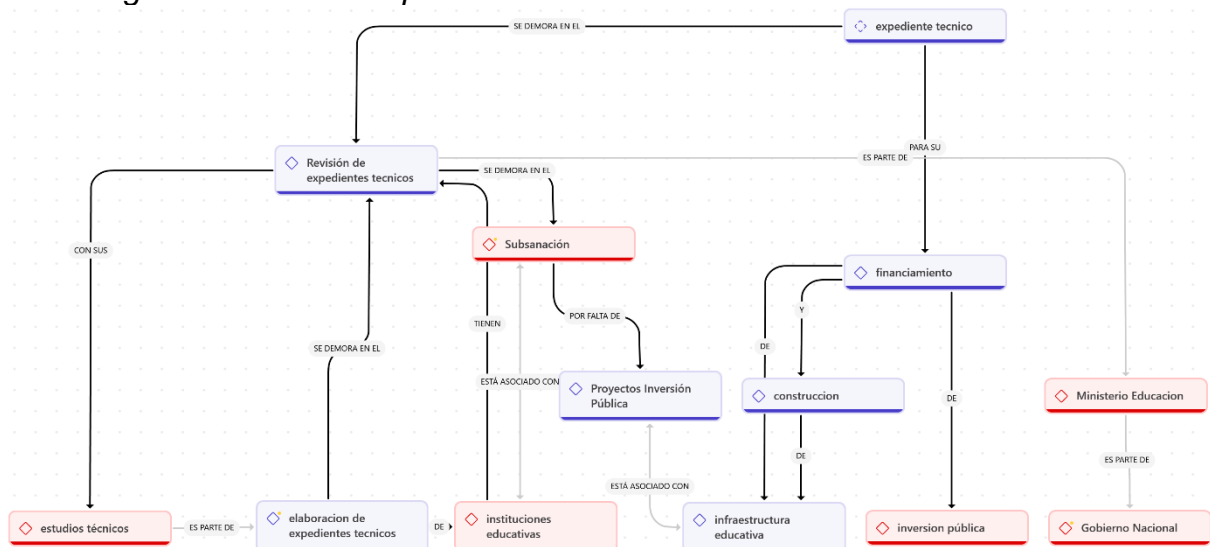 SE DEMORA EN EL
expediente tecnico
PARA SU
ES PARTE DE
Revisión de
expedientes tecnicos
SE DEMORA EN EL
CON SUS
Subsanación
financiamiento
POR FALTA DE
Y
TIENEN
SE DEMORA EN EL
DE
ESTÁ ASOCIADO CON
Proyectos Inversión
Pública
construccion
DE
Ministerio Educacion
DE
ES PARTE DE
ESTÁ ASOCIADO CON
estudios técnicos
ES PARTE DE
elaboracion de
expedientes tecnicos
DE
instituciones
educativas
infraestructura
educativa
inversion pública
Gobierno Nacional